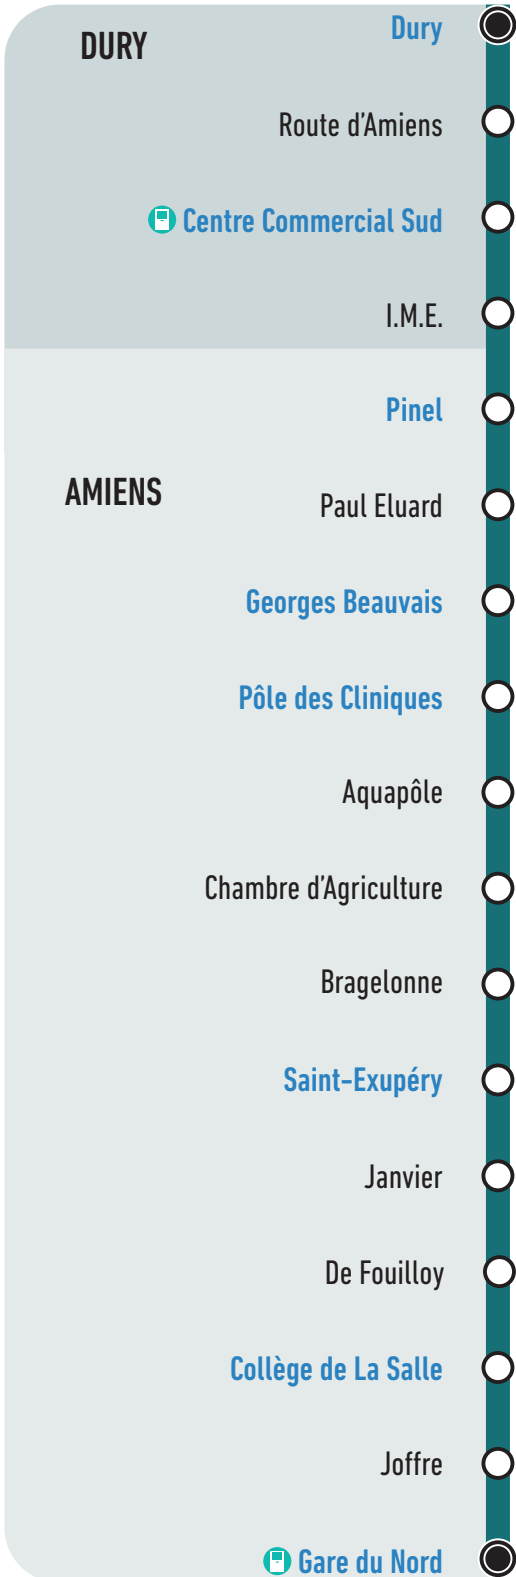 DURY
Dury
Route d'Amiens
Centre Commercial Sud
I.M.E.
Pinel
AMIENS
Paul Eluard
Georges Beauvais
Pôle des Cliniques
Aquapôle
Chambre d'Agriculture
Bragelonne
Saint-Exupéry
Janvier
De Fouilloy
Collège de La Salle
Joffre
Gare du Nord